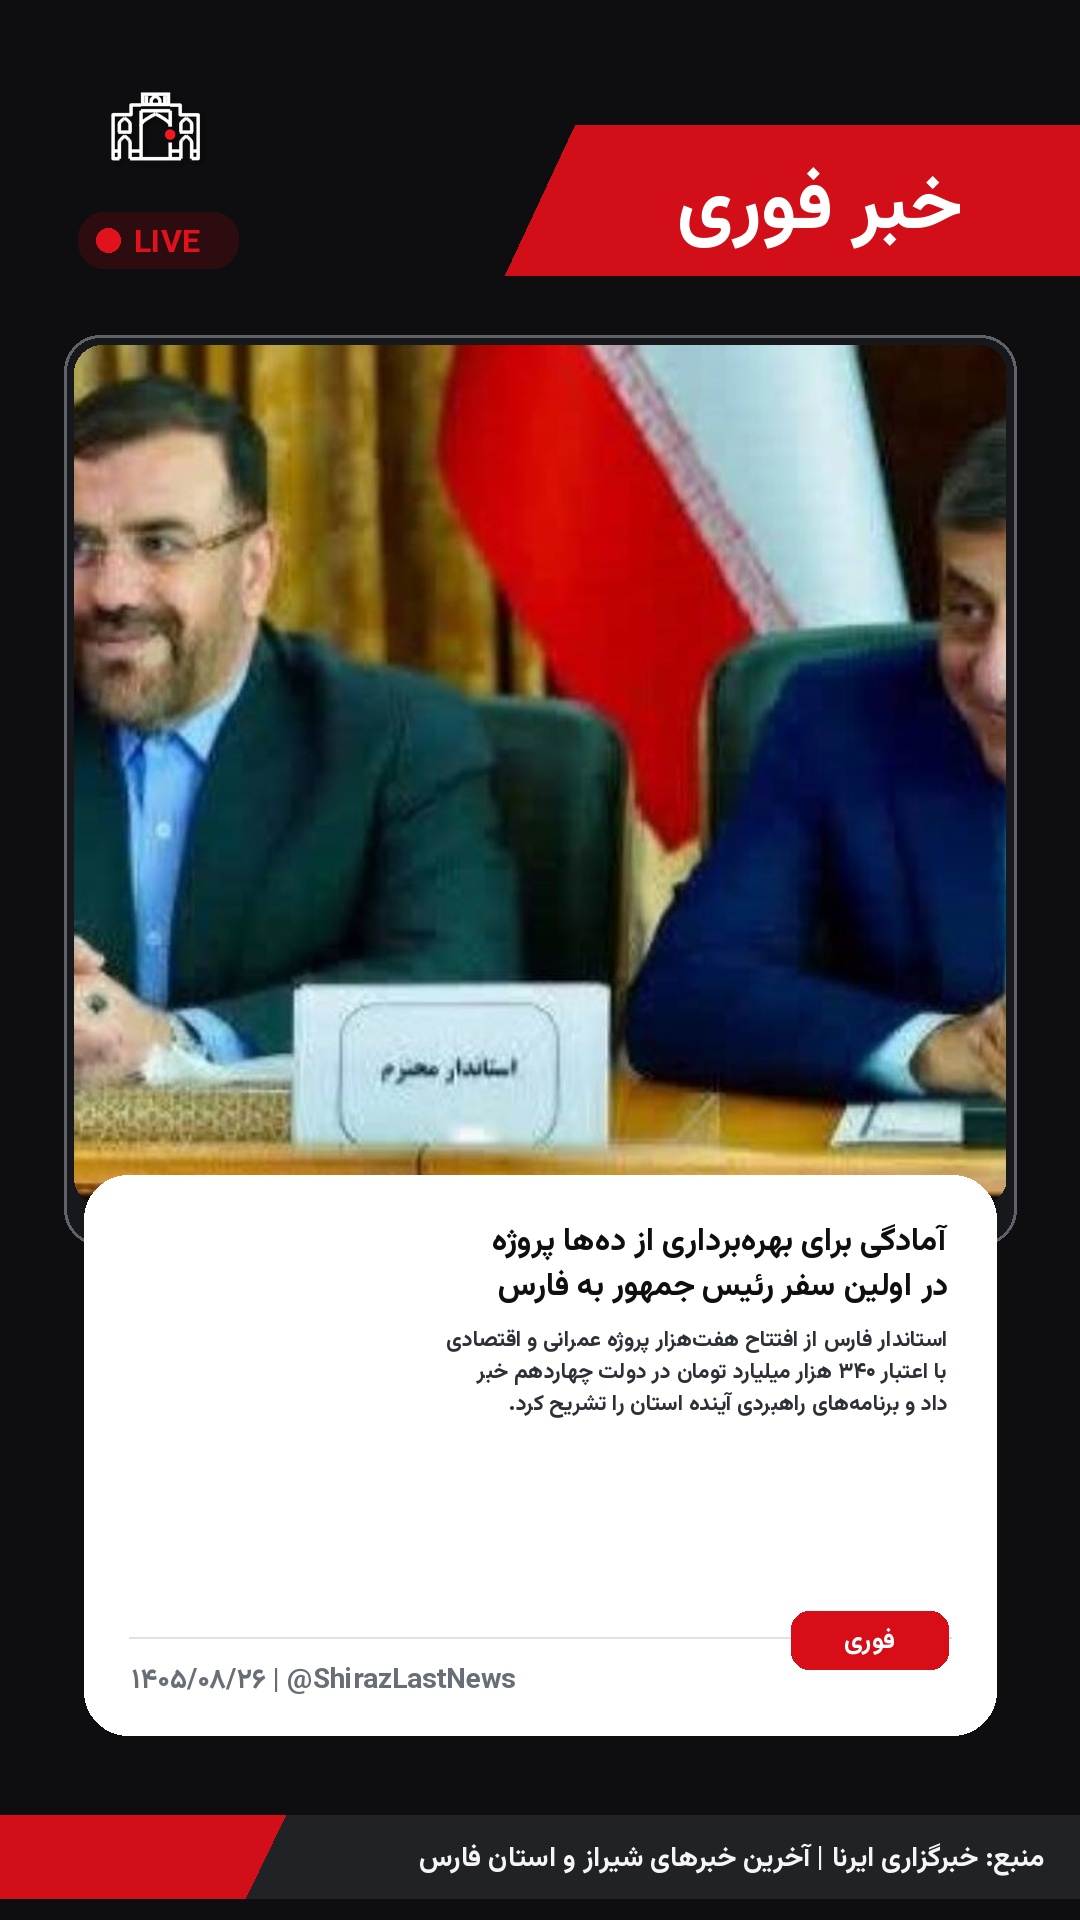 خبر فوری
LIVE
استاندار محترم
آمادگی برای بهره‌برداری از ده‌ها پروژه
در اولین سفر رئیس جمهور به فارس
استاندار فارس از افتتاح هفت‌هزار پروژه عمرانی و اقتصادی
با اعتبار ۳۴۰ هزار میلیارد تومان در دولت چهاردهم خبر
داد و برنامه‌های راهبردی آینده استان را تشریح کرد.
فوری
۱۴۰۵/۰۸/۲۶ | @ShirazLastNews
منبع: خبرگزاری ایرنا | آخرین خبرهای شیراز و استان فارس